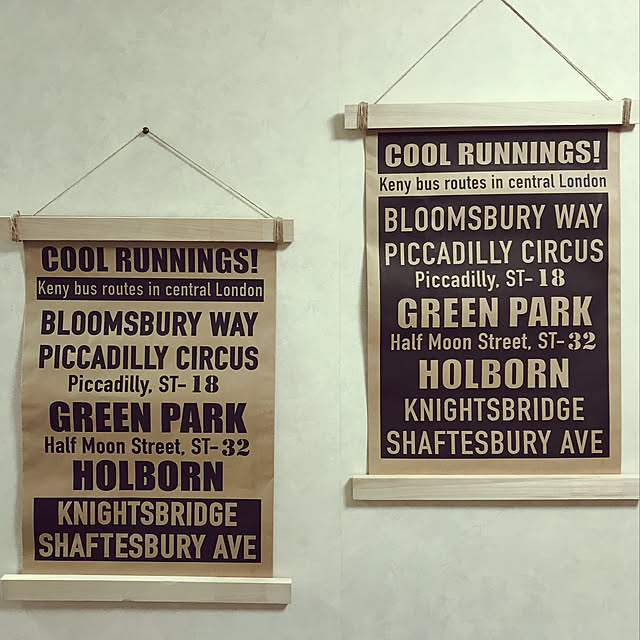 COOL RUNNINGS!
Keny bus routes in central London
BLOOMSBURY WAY
PICCADILLY CIRCUS
Piccadilly, ST-18
GREEN PARK
Half Moon Street, ST-32
HOLBORN
KNIGHTSBRIDGE
SHAFTESBURY AVE
COOL RUNNINGS!
Keny bus routes in central London
BLOOMSBURY WAY
PICCADILLY CIRCUS
Piccadilly, ST-18
GREEN PARK
Half Moon Street, ST-32
HOLBORN
KNIGHTSBRIDGE
SHAFTESBURY AVE